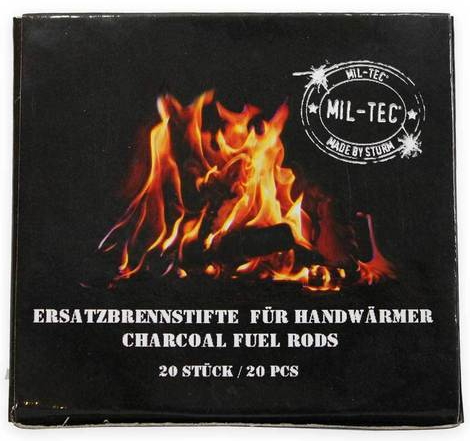 MIL-TEC®
MIL-TEC®
MADE BY STURM
ERSATZBRENNSTIFTE FÜR HANDWÄRMER
CHARCOAL FUEL RODS
20 STÜCK / 20 PCS